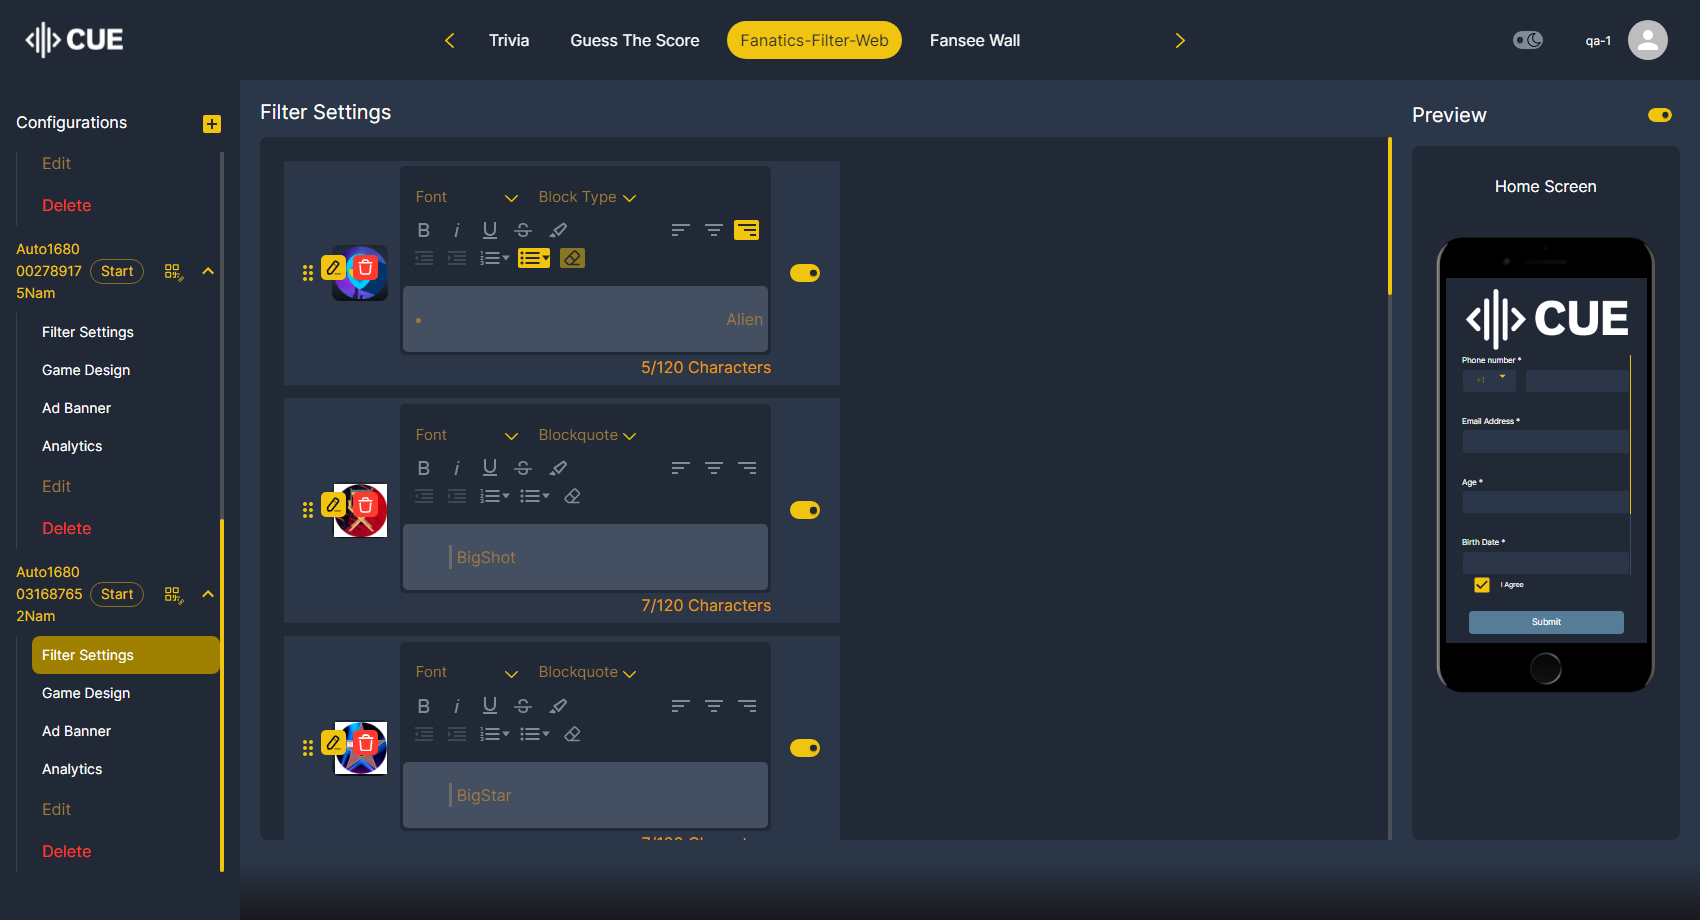 CUE
Trivia
Guess The Score
Fanatics-Filter-Web
Fansee Wall
qa-1
Configurations
Edit
Delete
Auto1680
00278917
5Nam
Start
Filter Settings
Game Design
Ad Banner
Analytics
Edit
Delete
Auto1680
03168765
2Nam
Start
Filter Settings
Game Design
Ad Banner
Analytics
Edit
Delete
Filter Settings
Font
Block Type
B i U S
Alien
5/120 Characters
Font
Blockquote
B i U S
BigShot
7/120 Characters
Font
Blockquote
B i U S
BigStar
7/120 Characters
Preview
Home Screen
CUE
Phone number *
+1
Email Address *
Age *
Birth Date *
I Agree
Submit